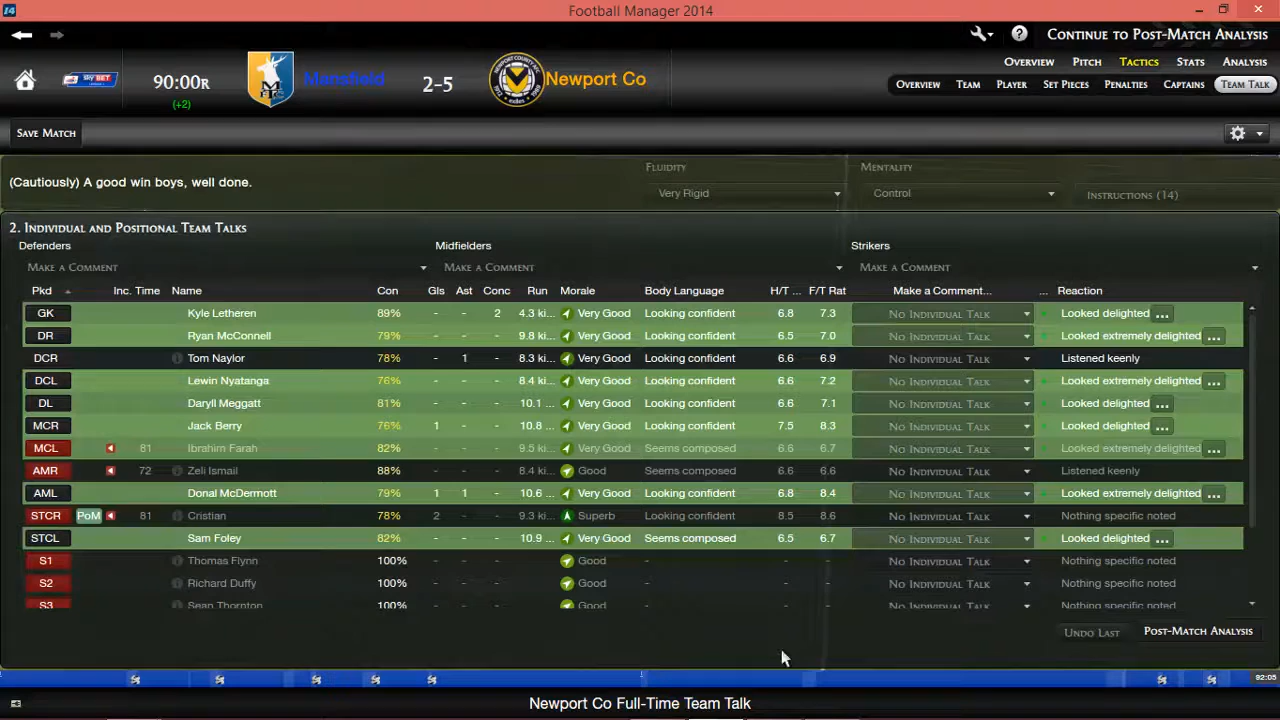 Football Manager 2014
Continue to Post-Match Analysis
sky BET
90:00R
(+2)
Mansfield
2-5
Newport Co
Overview Pitch Tactics Stats Analysis
Overview Team Player Set Pieces Penalties Captains Team Talk
Save Match
(Cautiously) A good win boys, well done.
Fluidity
Very Rigid
Mentality
Control
Instructions (14)
2. Individual and Positional Team Talks
Defenders Midfielders Strikers
Make a Comment Make a Comment Make a Comment
Pkd Inc. Time Name Con Gls Ast Conc Run Morale Body Language H/T ... F/T Rat Make a Comment... ... Reaction
GK Kyle Letheren 89% - - 2 4.3 ki... Very Good Looking confident 6.8 7.3 No Individual Talk Looked delighted ...
DR Ryan McConnell 79% - - - 9.8 ki... Very Good Looking confident 6.5 7.0 No Individual Talk Looked extremely delighted ...
DCR Tom Naylor 78% - 1 - 8.3 ki... Very Good Looking confident 6.6 6.9 No Individual Talk Listened keenly
DCL Lewin Nyatanga 76% - - - 8.4 ki... Very Good Looking confident 6.6 7.2 No Individual Talk Looked extremely delighted ...
DL Daryll Meggatt 81% - - - 10.1 ... Very Good Looking confident 6.6 7.1 No Individual Talk Looked delighted ...
MCR Jack Berry 76% 1 - - 10.8 ... Very Good Looking confident 7.5 8.3 No Individual Talk Looked delighted ...
MCL 81 Ibrahim Farah 82% - - - 9.5 ki... Very Good Seems composed 6.6 6.7 No Individual Talk Looked extremely delighted ...
AMR 72 Zeli Ismail 88% - - - 8.4 ki... Good Seems composed 6.6 6.6 No Individual Talk Listened keenly
AML Donal McDermott 79% 1 1 - 10.6 ... Very Good Looking confident 6.8 8.4 No Individual Talk Looked extremely delighted ...
STCR PoM 81 Cristian 78% 2 - - 9.3 ki... Superb Looking confident 8.5 8.6 No Individual Talk Nothing specific noted
STCL Sam Foley 82% - - - 10.9 ... Very Good Seems composed 6.5 6.7 No Individual Talk Looked delighted ...
S1 Thomas Flynn 100% - - - - Good - - - No Individual Talk Nothing specific noted
S2 Richard Duffy 100% - - - - Good - - - No Individual Talk Nothing specific noted
S3 Sean Thornton 100% - - - - Good - - - No Individual Talk Nothing specific noted
Undo Last Post-Match Analysis
92:05
Newport Co Full-Time Team Talk